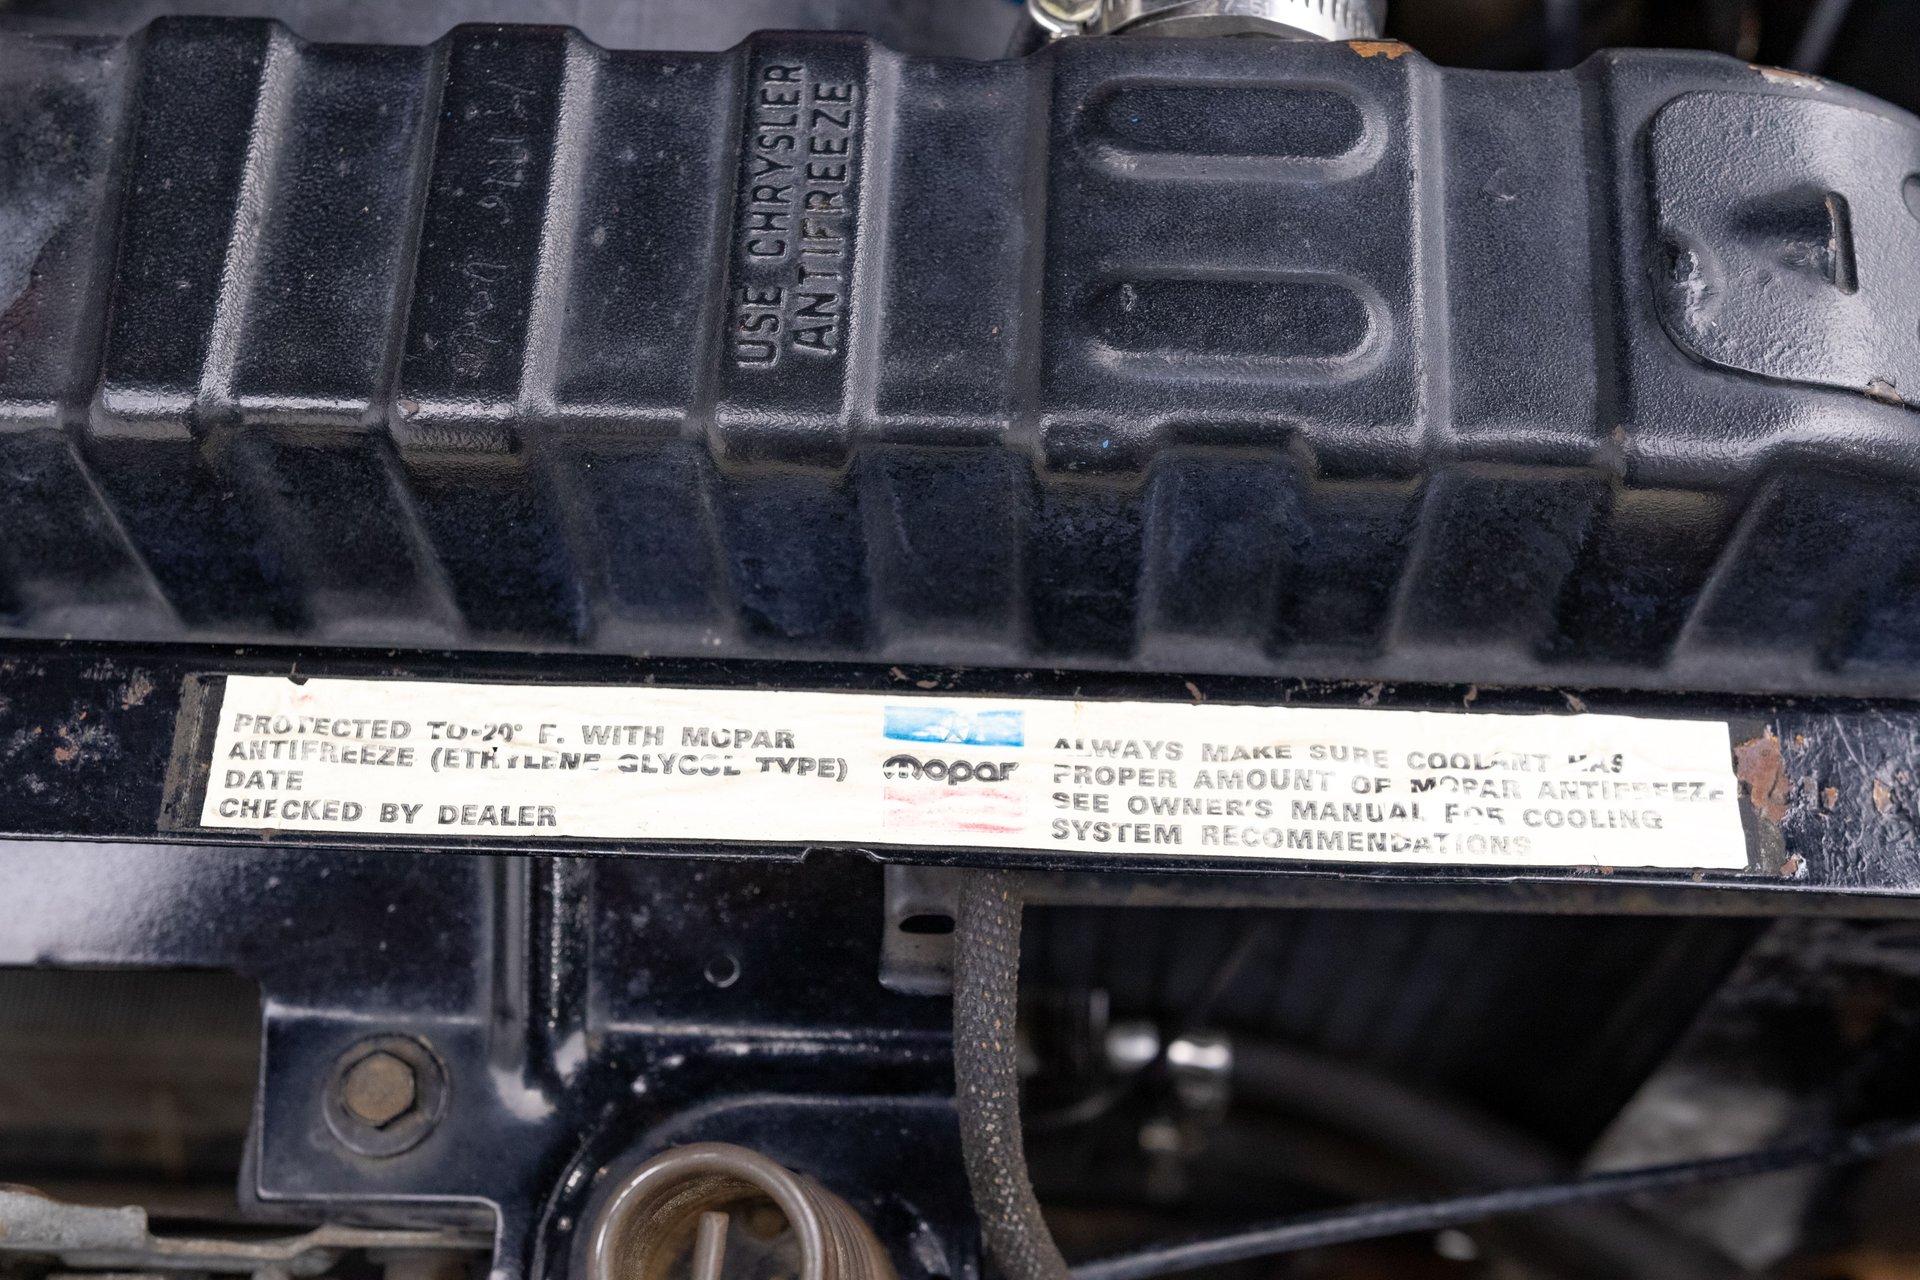 USE CHRYSLER
ANTIFREEZE
PROTECTED TO-20° F. WITH MOPAR
ANTIFREEZE (ETHYLENE GLYCOL TYPE)
DATE
CHECKED BY DEALER
Mopar
ALWAYS MAKE SURE COOLANT HAS
PROPER AMOUNT OF MOPAR ANTIFREEZE
SEE OWNER'S MANUAL FOR COOLING
SYSTEM RECOMMENDATIONS